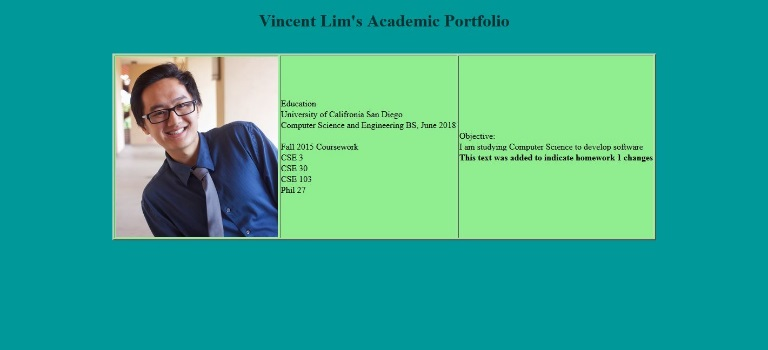 Vincent Lim's Academic Portfolio
Education
University of Califronia San Diego
Computer Science and Engineering BS, June 2018
Fall 2015 Coursework
CSE 3
CSE 30
CSE 103
Phil 27
Objective:
I am studying Computer Science to develop software
This text was added to indicate homework 1 changes